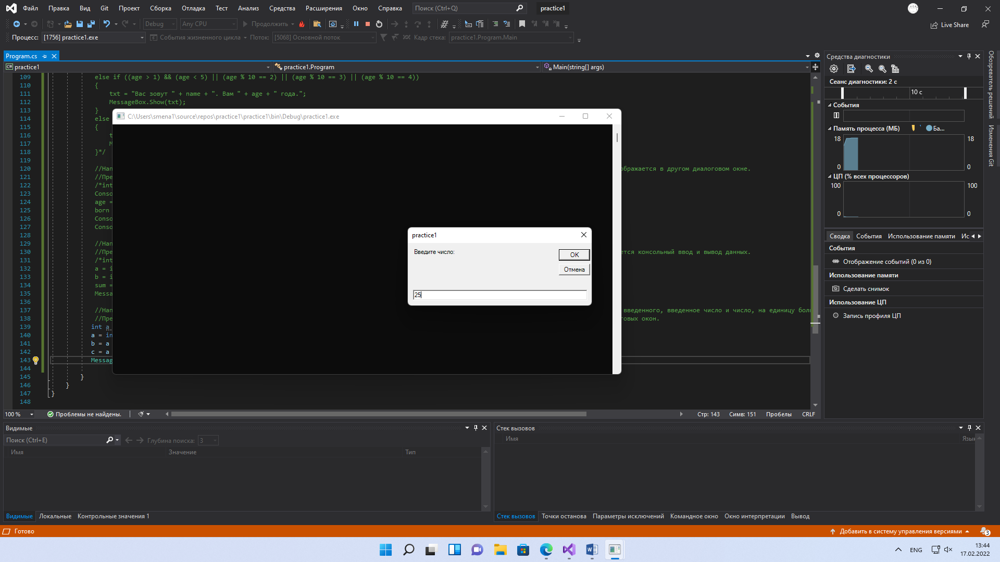 Файл Правка Вид Git Проект Сборка Отладка Тест Анализ Средства Расширения Окно Справка Поиск (Ctrl+Q) practice1
Debug Any CPU Продолжить Live Share
Процесс: [1756] practice1.exe События жизненного цикла Поток: [5068] Основной поток Кадр стека: practice1.Program.Main
Program.cs
practice1 practice1.Program Main(string[] args)
109 else if ((age > 1) && (age < 5) || (age % 10 == 2) || (age % 10 == 3) || (age % 10 == 4))
110 {
111 txt = "Вас зовут " + name + ". Вам " + age + " года.";
112 MessageBox.Show(txt);
113 }
114 else
115 {
116 t
117 M
118 }*/
119
120 //Нап ображается в другом диалоговом окне.
121 //Пре
122 /*int
123 Conso
124 age =
125 born
126 Conso
127 Conso
128
129 //Нап
130 //Пре ется консольный ввод и вывод данных.
131 /*int
132 a = i
133 b = i
134 sum =
135 Messa
136
137 //Нап введенного, введенное число и число, на единицу бол
138 //Пре овых окон.
139 int a
140 a = in
141 b = a
142 c = a
143 Messag
144
145 }
146 }
147 }
148
C:\Users\smena1\source\repos\practice1\practice1\bin\Debug\practice1.exe
practice1
Введите число:
OK
Отмена
25
100 % Проблемы не найдены. Стр: 143 Симв: 151 Пробелы CRLF
Средства диагностики
Сеанс диагностики: 2 с
10 с
События
Память процесса (МБ) Ба...
18 18
0 0
ЦП (% всех процессоров)
100 100
0 0
Сводка События Использование памяти Ис
События
Отображение событий (0 из 0)
Использование памяти
Сделать снимок
Использование ЦП
Запись профиля ЦП
Обозреватель решений
Изменения Git
Видимые
Поиск (Ctrl+E) Глубина поиска: 3
Имя Значение Тип
Видимые Локальные Контрольные значения 1
Стек вызовов
Имя Язык
Стек вызовов Точки останова Параметры исключений Командное окно Окно интерпретации Вывод
Готово Добавить в систему управления версиями 3
ENG 13:44
17.02.2022